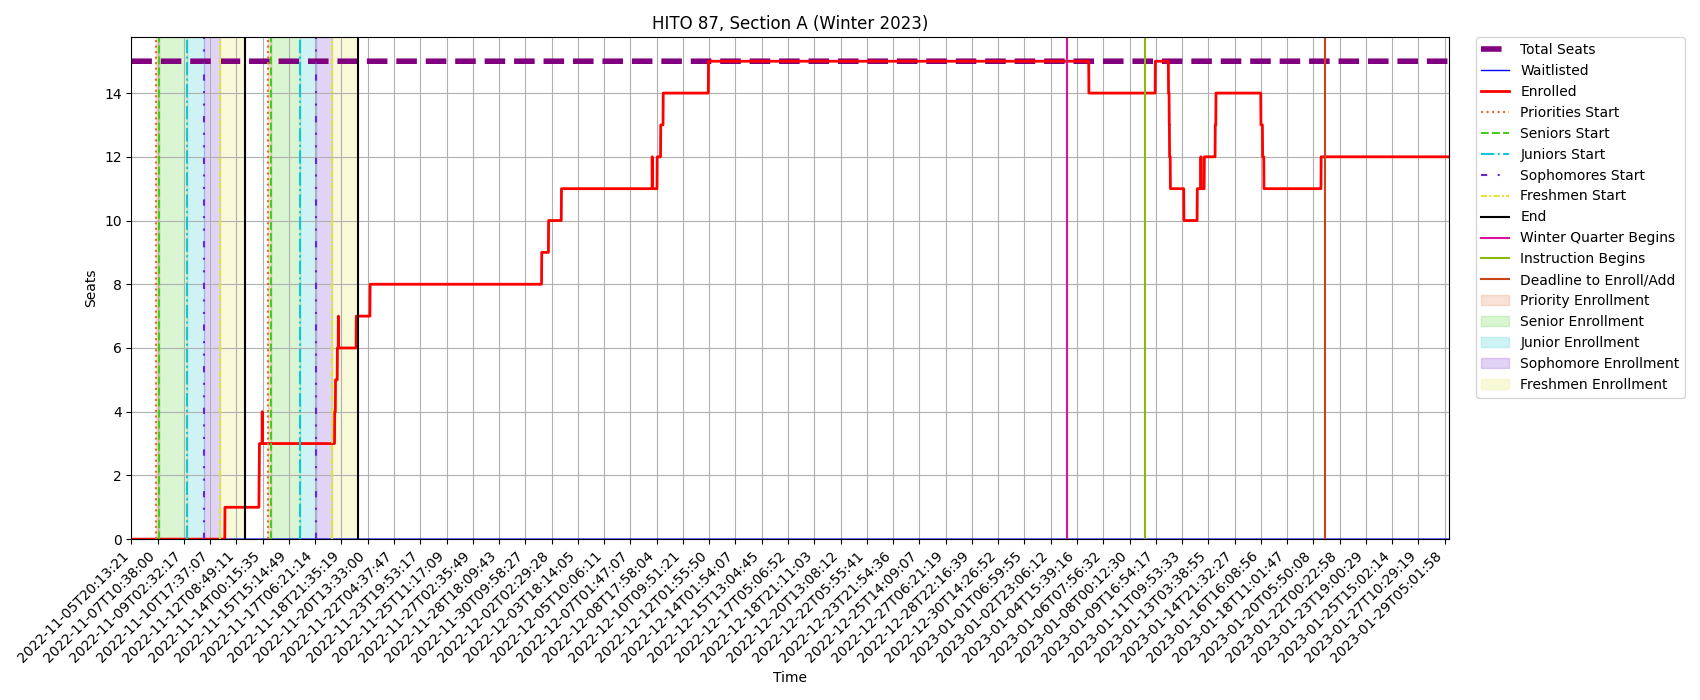 HITO 87, Section A (Winter 2023)
Seats
14
12
10
8
6
4
2
0
2022-11-05T20:13:21
2022-11-07T10:38:00
2022-11-09T02:32:17
2022-11-10T17:37:07
2022-11-12T08:49:11
2022-11-14T00:15:35
2022-11-15T15:14:49
2022-11-17T06:21:14
2022-11-18T21:35:19
2022-11-20T13:33:00
2022-11-22T04:37:47
2022-11-23T19:53:17
2022-11-25T11:17:09
2022-11-27T02:35:49
2022-11-28T18:09:43
2022-11-30T09:58:27
2022-12-02T02:29:28
2022-12-03T18:14:05
2022-12-05T10:06:11
2022-12-07T01:47:07
2022-12-08T17:58:04
2022-12-10T09:51:21
2022-12-12T01:55:50
2022-12-14T01:54:07
2022-12-15T13:04:45
2022-12-17T05:06:52
2022-12-18T21:11:03
2022-12-20T13:08:12
2022-12-22T05:55:41
2022-12-23T21:54:36
2022-12-25T14:09:07
2022-12-27T06:21:19
2022-12-28T22:16:39
2022-12-30T14:26:52
2023-01-01T06:59:55
2023-01-02T23:06:12
2023-01-04T15:39:16
2023-01-06T07:56:32
2023-01-08T00:12:30
2023-01-09T16:54:17
2023-01-11T09:53:33
2023-01-13T01:38:55
2023-01-14T21:32:27
2023-01-16T16:08:56
2023-01-18T11:01:47
2023-01-20T05:50:08
2023-01-22T00:22:58
2023-01-23T19:00:29
2023-01-25T15:02:14
2023-01-27T10:29:19
2023-01-29T05:01:58
Time
Total Seats
Waitlisted
Enrolled
Priorities Start
Seniors Start
Juniors Start
Sophomores Start
Freshmen Start
End
Winter Quarter Begins
Instruction Begins
Deadline to Enroll/Add
Priority Enrollment
Senior Enrollment
Junior Enrollment
Sophomore Enrollment
Freshmen Enrollment